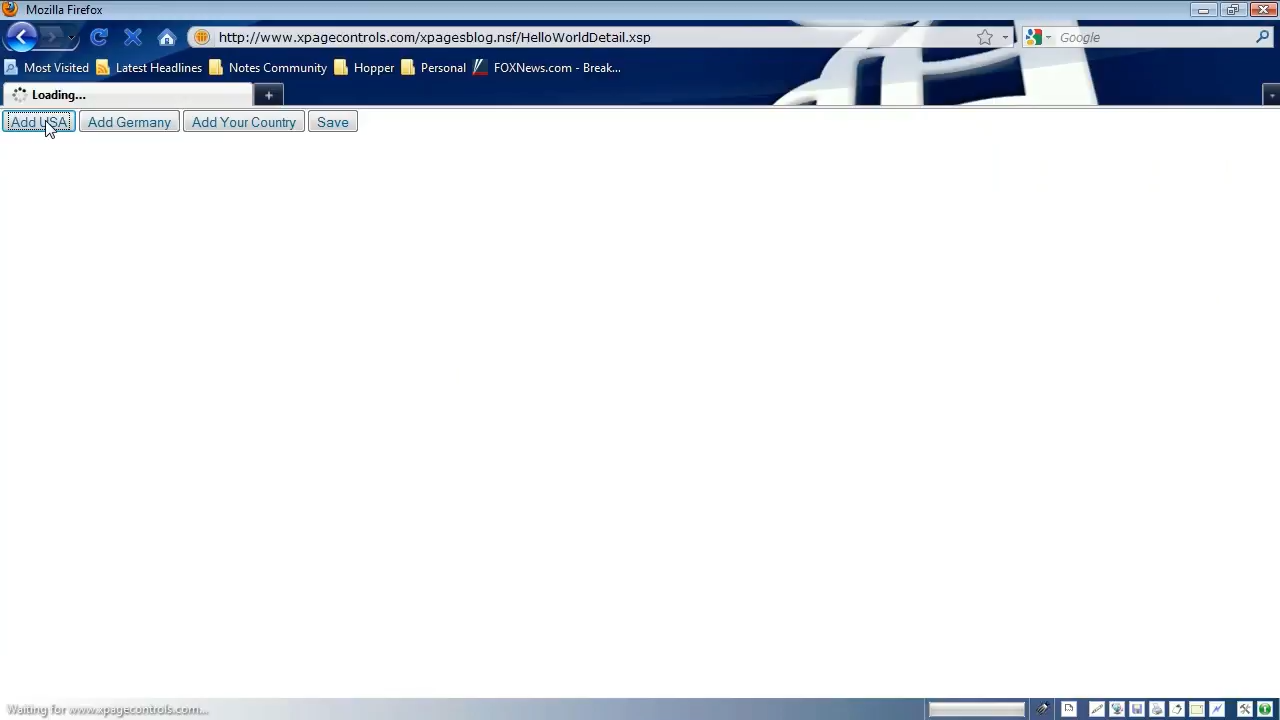 Mozilla Firefox
http://www.xpagecontrols.com/xpagesblog.nsf/HelloWorldDetail.xsp
Google
Most Visited Latest Headlines Notes Community Hopper Personal FOXNews.com - Break...
Loading...
Add USA Add Germany Add Your Country Save
Waiting for www.xpagecontrols.com...